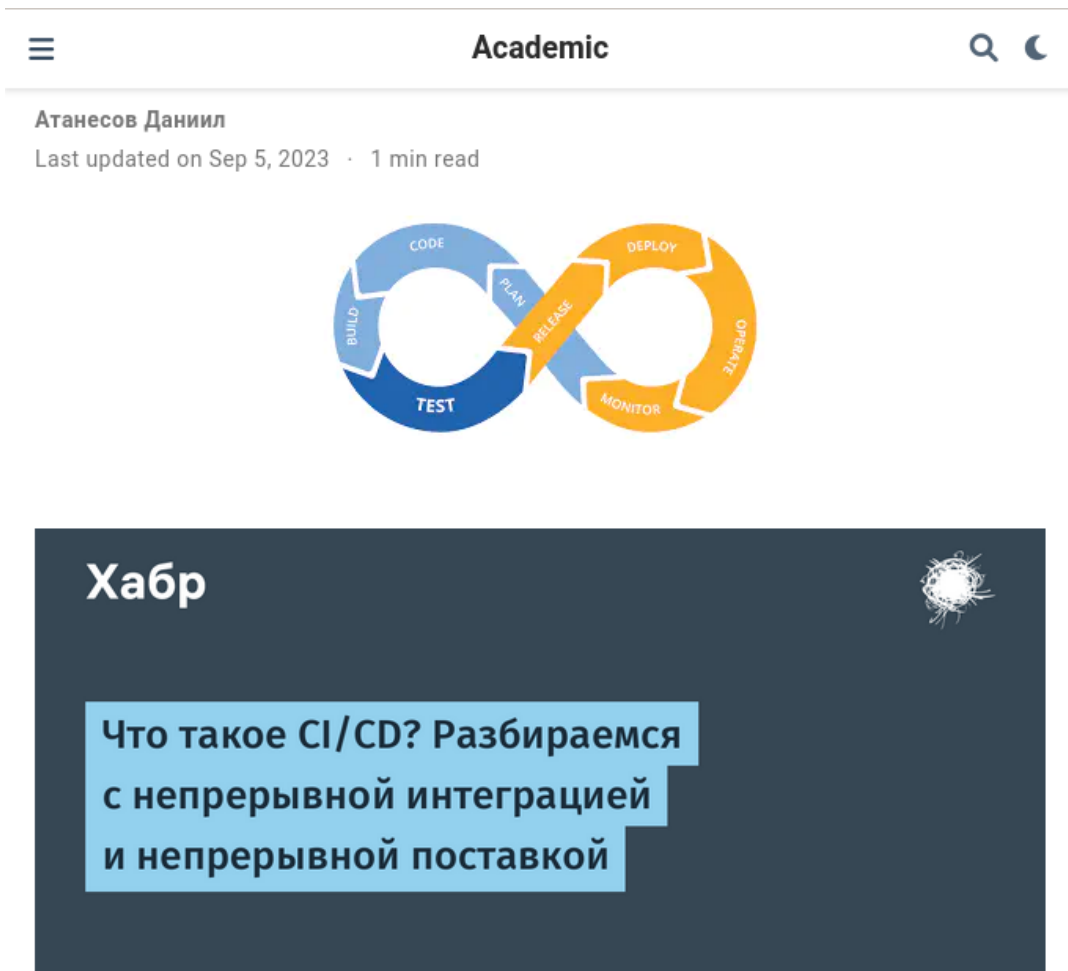 Academic
Атанесов Даниил
Last updated on Sep 5, 2023 · 1 min read
CODE
DEPLOY
PLAN
RELEASE
BUILD
OPERATE
TEST
MONITOR
Хабр
Что такое CI/CD? Разбираемся
с непрерывной интеграцией
и непрерывной поставкой